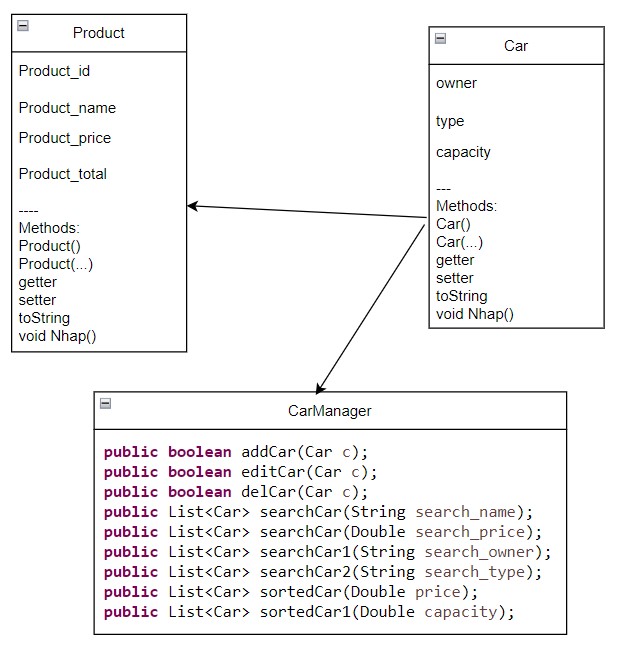 Product
Product_id
Product_name
Product_price
Product_total
----
Methods:
Product()
Product(...)
getter
setter
toString
void Nhap()
Car
owner
type
capacity
---
Methods:
Car()
Car(...)
getter
setter
toString
void Nhap()
CarManager
public boolean addCar(Car c);
public boolean editCar(Car c);
public boolean delCar(Car c);
public List<Car> searchCar(String search_name);
public List<Car> searchCar(Double search_price);
public List<Car> searchCar1(String search_owner);
public List<Car> searchCar2(String search_type);
public List<Car> sortedCar(Double price);
public List<Car> sortedCar1(Double capacity);